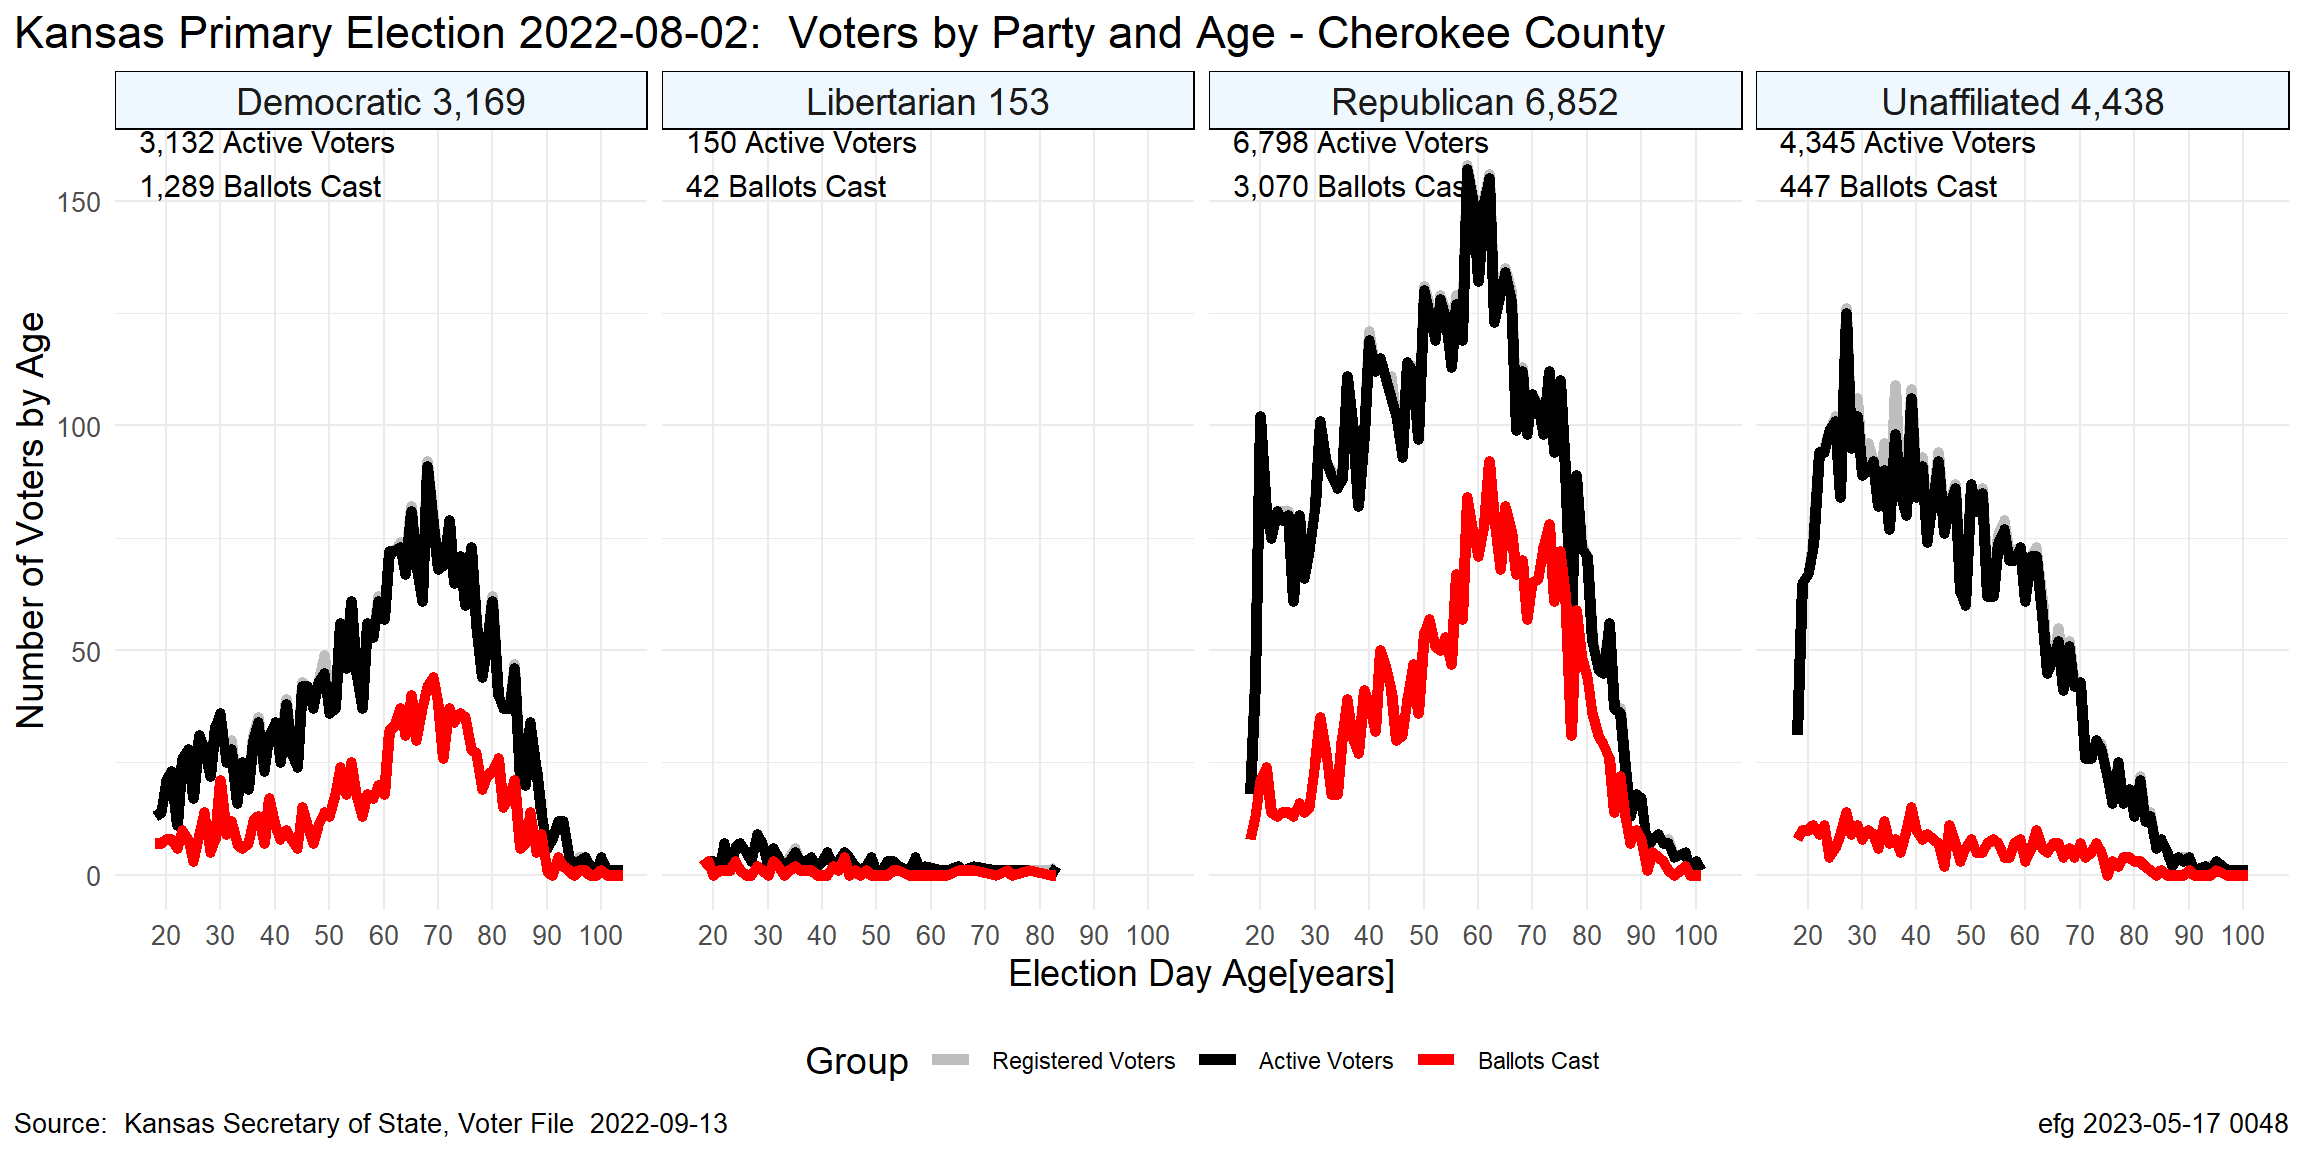 Kansas Primary Election 2022-08-02:  Voters by Party and Age - Cherokee County
Democratic 3,169
Libertarian 153
Republican 6,852
Unaffiliated 4,438
3,132 Active Voters
1,289 Ballots Cast
150 Active Voters
42 Ballots Cast
6,798 Active Voters
3,070 Ballots Cast
4,345 Active Voters
447 Ballots Cast
Number of Voters by Age
150
100
50
0
20 30 40 50 60 70 80 90 100
20 30 40 50 60 70 80 90 100
20 30 40 50 60 70 80 90 100
20 30 40 50 60 70 80 90 100
Election Day Age[years]
Group Registered Voters Active Voters Ballots Cast
Source:  Kansas Secretary of State, Voter File  2022-09-13
efg 2023-05-17 0048